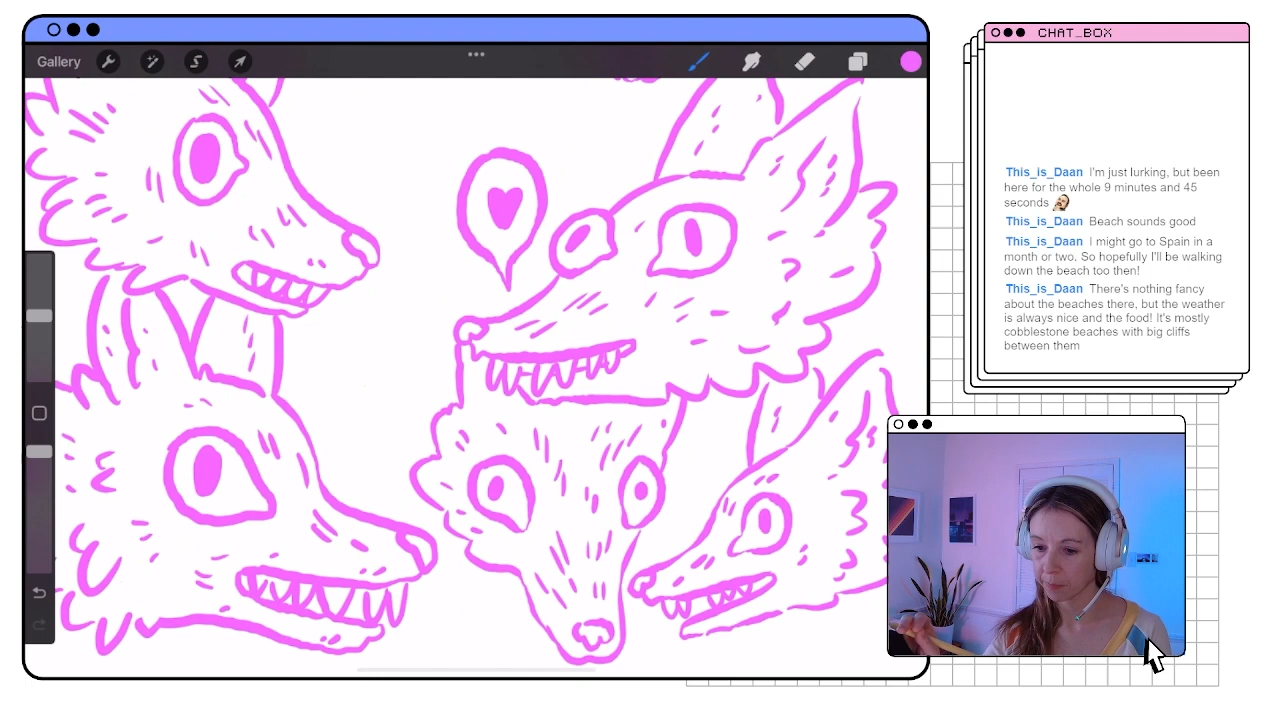 CHAT_BOX
Gallery
This_is_Daan I'm just lurking, but been
here for the whole 9 minutes and 45
seconds
This_is_Daan Beach sounds good
This_is_Daan I might go to Spain in a
month or two. So hopefully I'll be walking
down the beach too then!
This_is_Daan There's nothing fancy
about the beaches there, but the weather
is always nice and the food! It's mostly
cobblestone beaches with big cliffs
between them